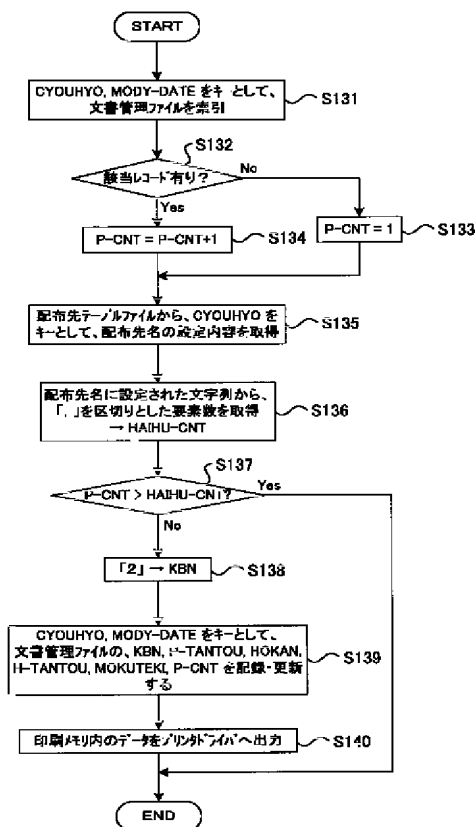 START
CYOUHYO, MODY-DATE をキーとして、
文書管理ファイルを索引
S131
S132
該当レコード有り？
No
Yes
P-CNT = P-CNT+1
S134
P-CNT = 1
S133
配布先テーブルファイルから、CYOUHYO を
キーとして、配布先名の設定内容を取得
S135
配布先名に設定された文字列から、
「,」を区切りとした要素数を取得
→ HAIHU-CNT
S136
S137
P-CNT > HAIHU-CNT?
Yes
No
「2」→ KBN
S138
CYOUHYO, MODY-DATE をキーとして、
文書管理ファイルの、KBN, P-TANTOU, HOKAN,
H-TANTOU, MOKUTEKI, P-CNT を記録・更新
する
S139
印刷メモリ内のデータをプリンタドライバへ出力
S140
END